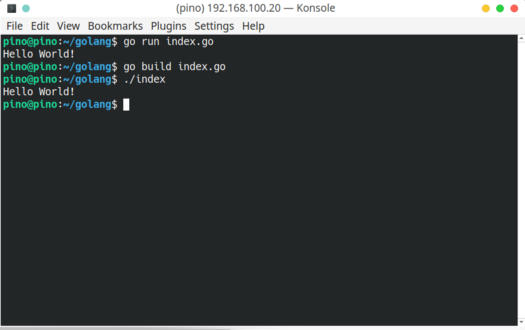 (pino) 192.168.100.20 — Konsole
File Edit View Bookmarks Plugins Settings Help
pino@pino:~/golang$ go run index.go
Hello World!
pino@pino:~/golang$ go build index.go
pino@pino:~/golang$ ./index
Hello World!
pino@pino:~/golang$